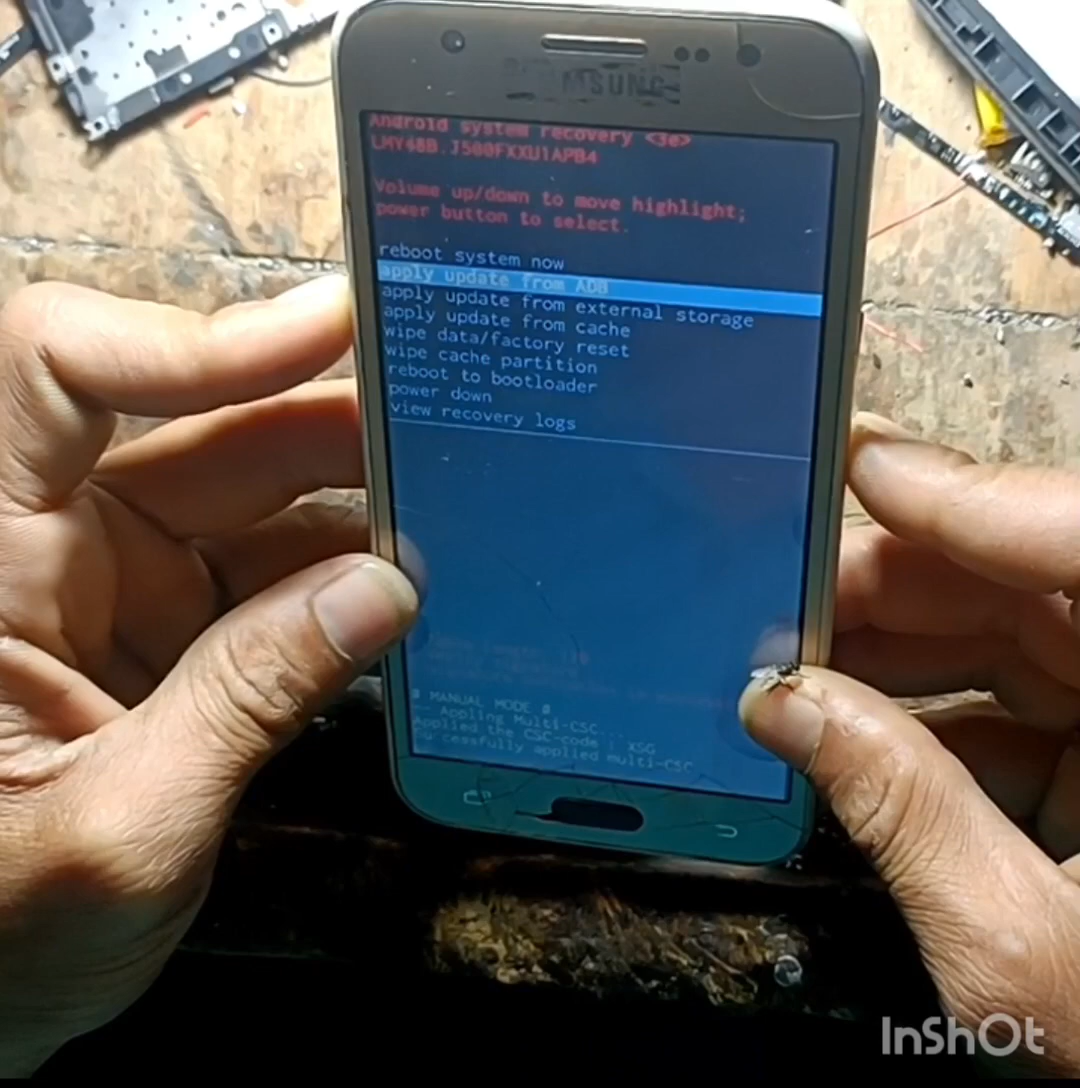 SAMSUNG
Android system recovery <3e>
LMY48B.J500FXXU1APB4
Volume up/down to move highlight;
power button to select.
reboot system now
apply update from ADB
apply update from external storage
apply update from cache
wipe data/factory reset
wipe cache partition
reboot to bootloader
power down
view recovery logs
# MANUAL MODE #
-- Appling Multi-CSC...
Applied the CSC-code : XSG
Successfully applied multi-CSC
InShOt